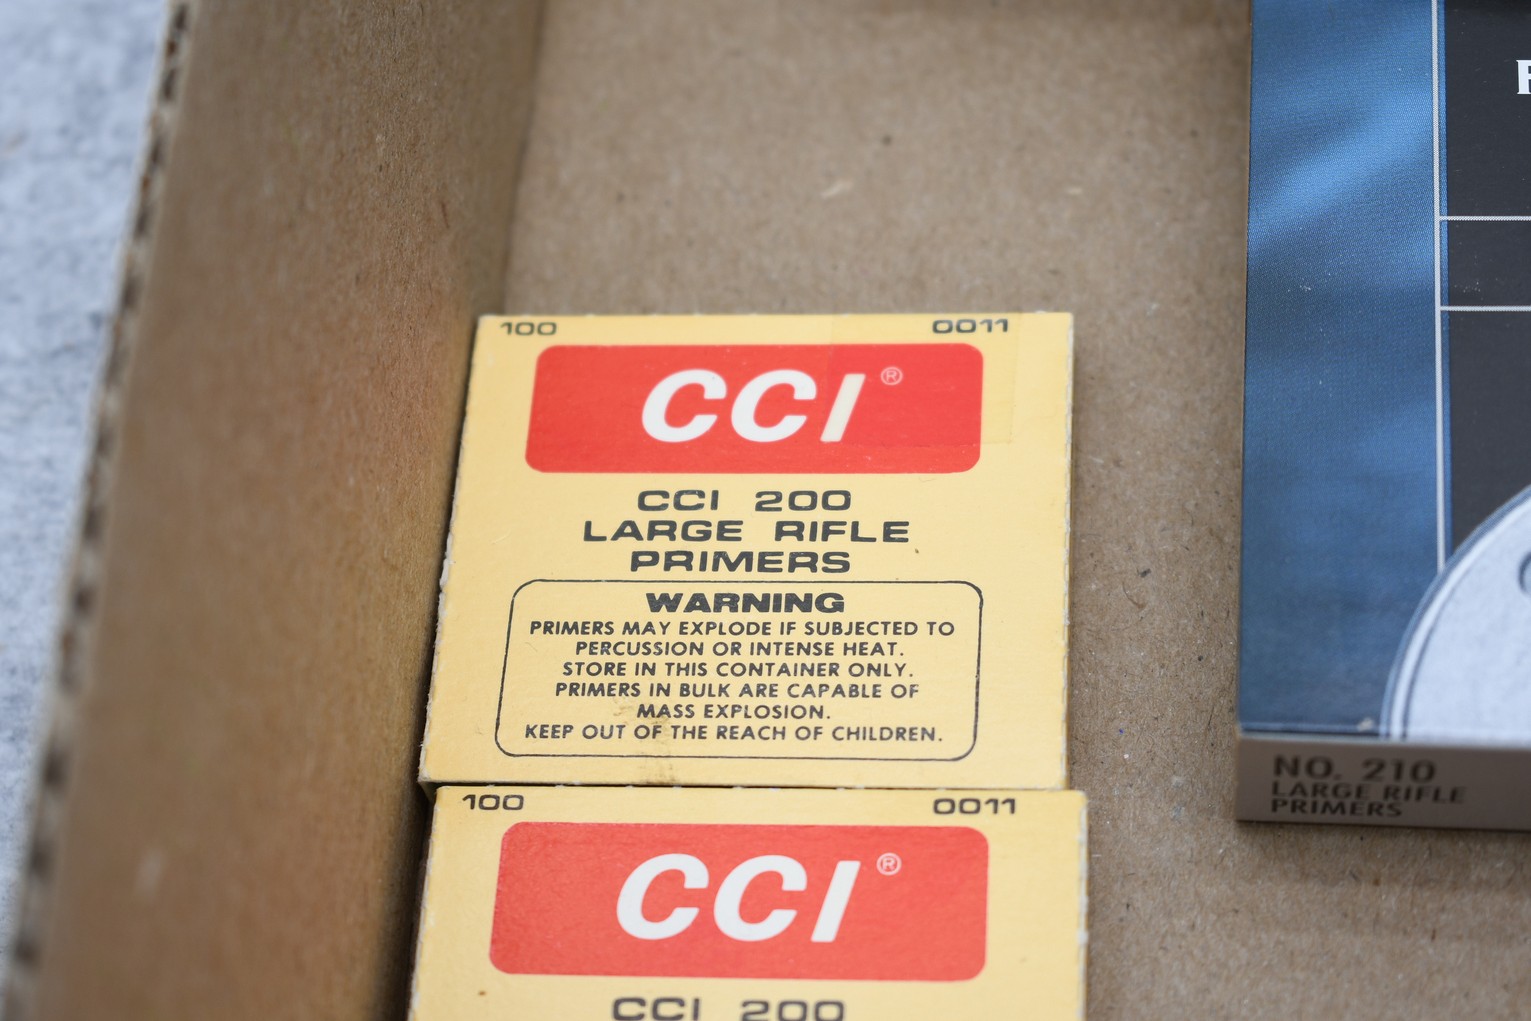 100 0011
CCI®
CCI 200
LARGE RIFLE
PRIMERS
WARNING
PRIMERS MAY EXPLODE IF SUBJECTED TO
PERCUSSION OR INTENSE HEAT.
STORE IN THIS CONTAINER ONLY.
PRIMERS IN BULK ARE CAPABLE OF
MASS EXPLOSION.
KEEP OUT OF THE REACH OF CHILDREN.
100 0011
CCI®
CCI 200
NO. 210
LARGE RIFLE
PRIMERS